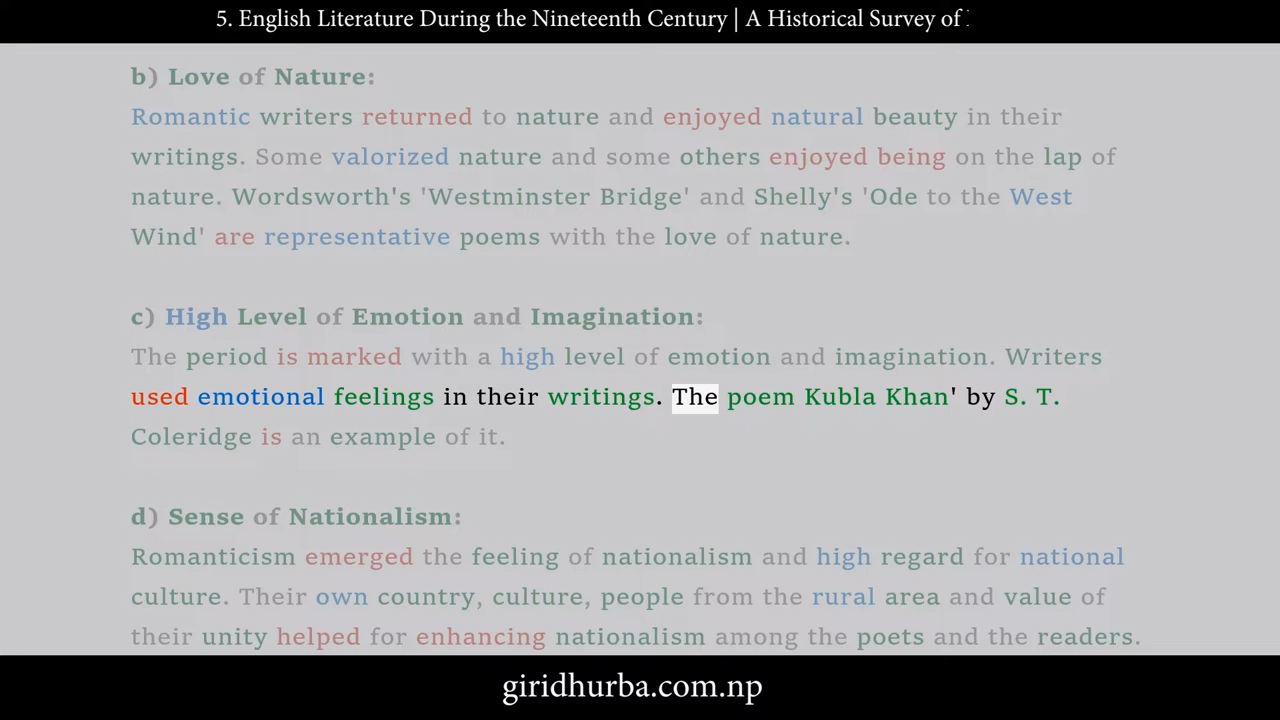 5. English Literature During the Nineteenth Century | A Historical Survey of
b) Love of Nature:
Romantic writers returned to nature and enjoyed natural beauty in their
writings. Some valorized nature and some others enjoyed being on the lap of
nature. Wordsworth's 'Westminster Bridge' and Shelly's 'Ode to the West
Wind' are representative poems with the love of nature.
c) High Level of Emotion and Imagination:
The period is marked with a high level of emotion and imagination. Writers
used emotional feelings in their writings. The poem Kubla Khan' by S. T.
Coleridge is an example of it.
d) Sense of Nationalism:
Romanticism emerged the feeling of nationalism and high regard for national
culture. Their own country, culture, people from the rural area and value of
their unity helped for enhancing nationalism among the poets and the readers.
giridhurba.com.np